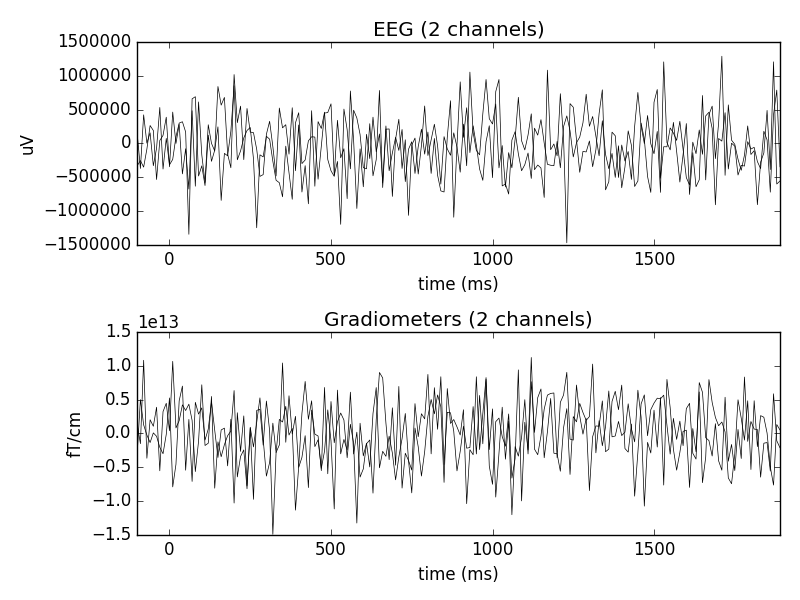 EEG (2 channels)
1500000
1000000
500000
0
−500000
−1000000
−1500000
uV
0 500 1000 1500
time (ms)
Gradiometers (2 channels)
1e13
1.5
1.0
0.5
0.0
−0.5
−1.0
−1.5
fT/cm
0 500 1000 1500
time (ms)